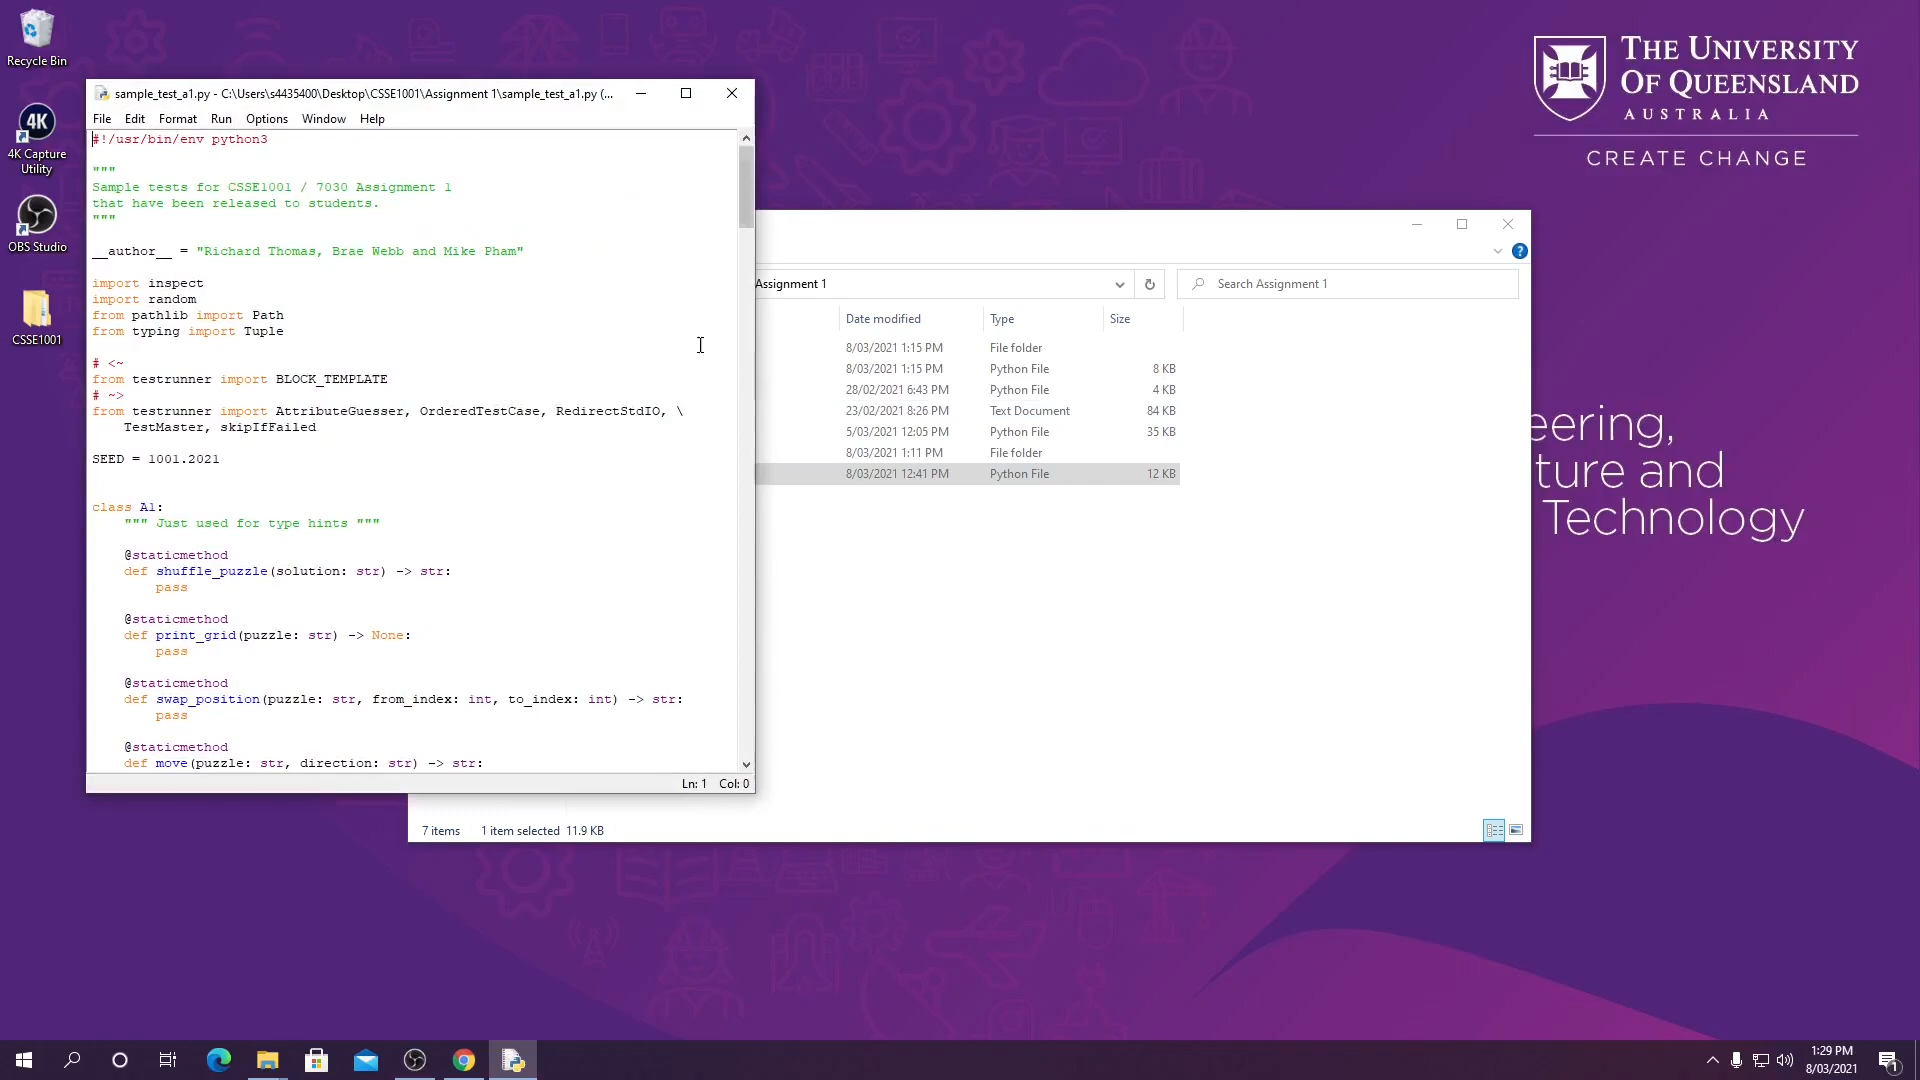 Recycle Bin
4K
4K Capture
Utility
OBS Studio
CSSE1001
THE UNIVERSITY
OF QUEENSLAND
AUSTRALIA
CREATE CHANGE
sample_test_a1.py - C:\Users\s4435400\Desktop\CSSE1001\Assignment 1\sample_test_a1.py (...
File Edit Format Run Options Window Help
#!/usr/bin/env python3
"""
Sample tests for CSSE1001 / 7030 Assignment 1
that have been released to students.
"""
__author__ = "Richard Thomas, Brae Webb and Mike Pham"
import inspect
import random
from pathlib import Path
from typing import Tuple
# <~
from testrunner import BLOCK_TEMPLATE
# ~>
from testrunner import AttributeGuesser, OrderedTestCase, RedirectStdIO, \
TestMaster, skipIfFailed
SEED = 1001.2021
class A1:
""" Just used for type hints """
@staticmethod
def shuffle_puzzle(solution: str) -> str:
pass
@staticmethod
def print_grid(puzzle: str) -> None:
pass
@staticmethod
def swap_position(puzzle: str, from_index: int, to_index: int) -> str:
pass
@staticmethod
def move(puzzle: str, direction: str) -> str:
Ln: 1 Col: 0
Assignment 1
Search Assignment 1
Date modified Type Size
8/03/2021 1:15 PM File folder
8/03/2021 1:15 PM Python File 8 KB
28/02/2021 6:43 PM Python File 4 KB
23/02/2021 8:26 PM Text Document 84 KB
5/03/2021 12:05 PM Python File 35 KB
8/03/2021 1:11 PM File folder
8/03/2021 12:41 PM Python File 12 KB
7 items 1 item selected 11.9 KB
eering,
ture and
Technology
1:29 PM
8/03/2021
1